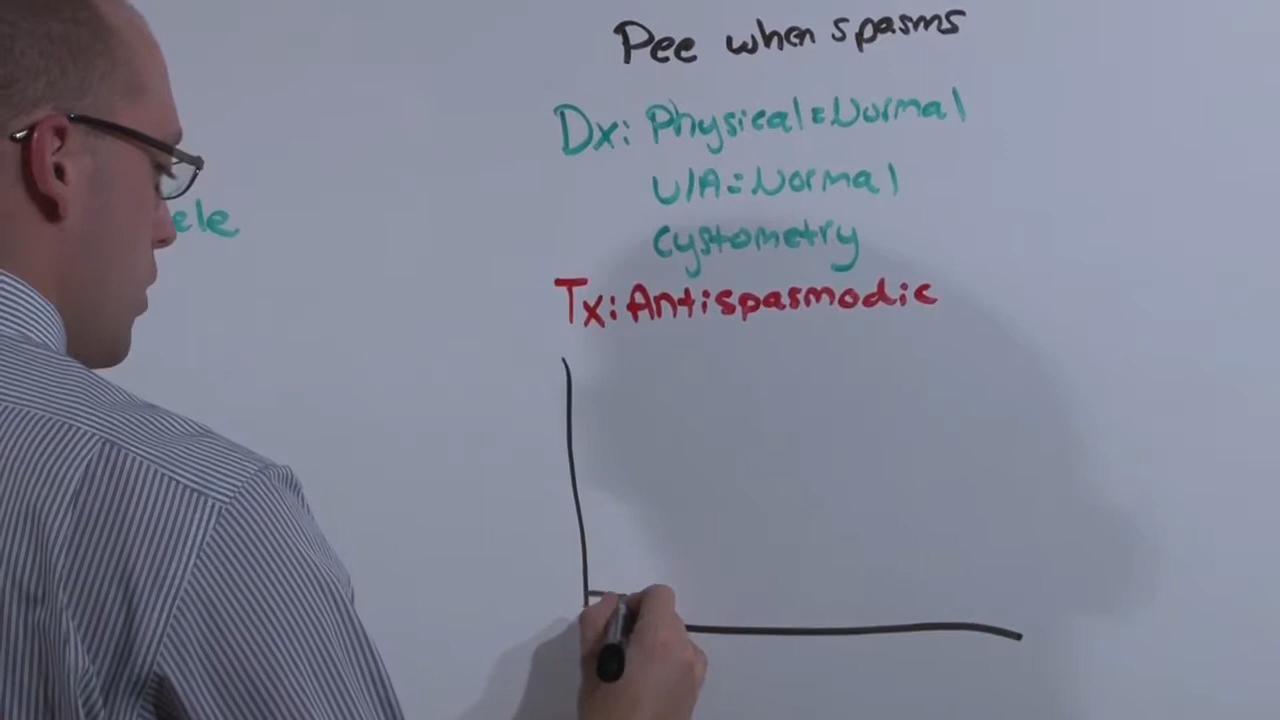 Pee when spasms
Dx: Physical=Normal
U/A=Normal
ele
Cystometry
Tx: Antispasmodic